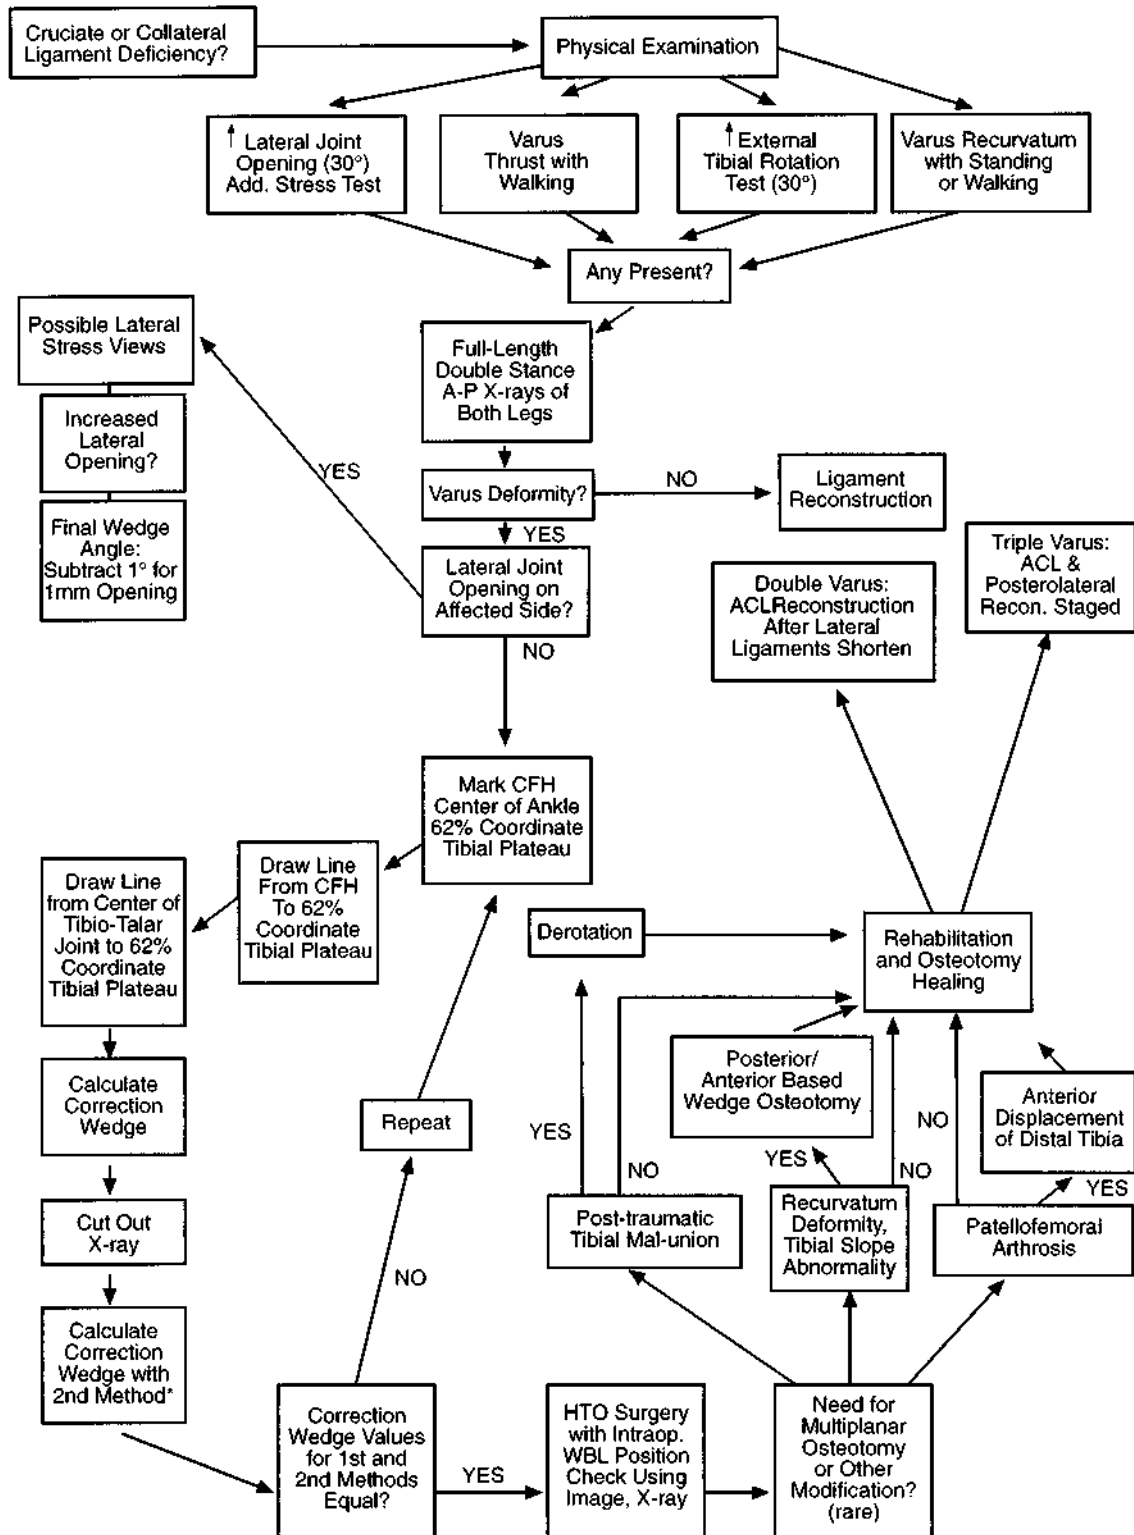 Cruciate or Collateral
Ligament Deficiency?
Physical Examination
↑ Lateral Joint
Opening (30°)
Add. Stress Test
Varus
Thrust with
Walking
↑ External
Tibial Rotation
Test (30°)
Varus Recurvatum
with Standing
or Walking
Any Present?
Possible Lateral
Stress Views
Full-Length
Double Stance
A-P X-rays of
Both Legs
Increased
Lateral
Opening?
YES
Varus Deformity?
NO
Ligament
Reconstruction
Final Wedge
Angle:
Subtract 1° for
1mm Opening
YES
Lateral Joint
Opening on
Affected Side?
NO
Double Varus:
ACLReconstruction
After Lateral
Ligaments Shorten
Triple Varus:
ACL &
Posterolateral
Recon. Staged
Mark CFH
Center of Ankle
62% Coordinate
Tibial Plateau
Draw Line
From CFH
To 62%
Coordinate
Tibial Plateau
Draw Line
from Center of
Tibio-Talar
Joint to 62%
Coordinate
Tibial Plateau
Derotation
Rehabilitation
and Osteotomy
Healing
Calculate
Correction
Wedge
Repeat
Posterior/
Anterior Based
Wedge Osteotomy
Anterior
Displacement
of Distal Tibia
YES
NO
YES
NO
NO
YES
Cut Out
X-ray
Post-traumatic
Tibial Mal-union
Recurvatum
Deformity,
Tibial Slope
Abnormality
Patellofemoral
Arthrosis
NO
Calculate
Correction
Wedge with
2nd Method*
Correction
Wedge Values
for 1st and
2nd Methods
Equal?
YES
HTO Surgery
with Intraop.
WBL Position
Check Using
Image, X-ray
Need for
Multiplanar
Osteotomy
or Other
Modification?
(rare)